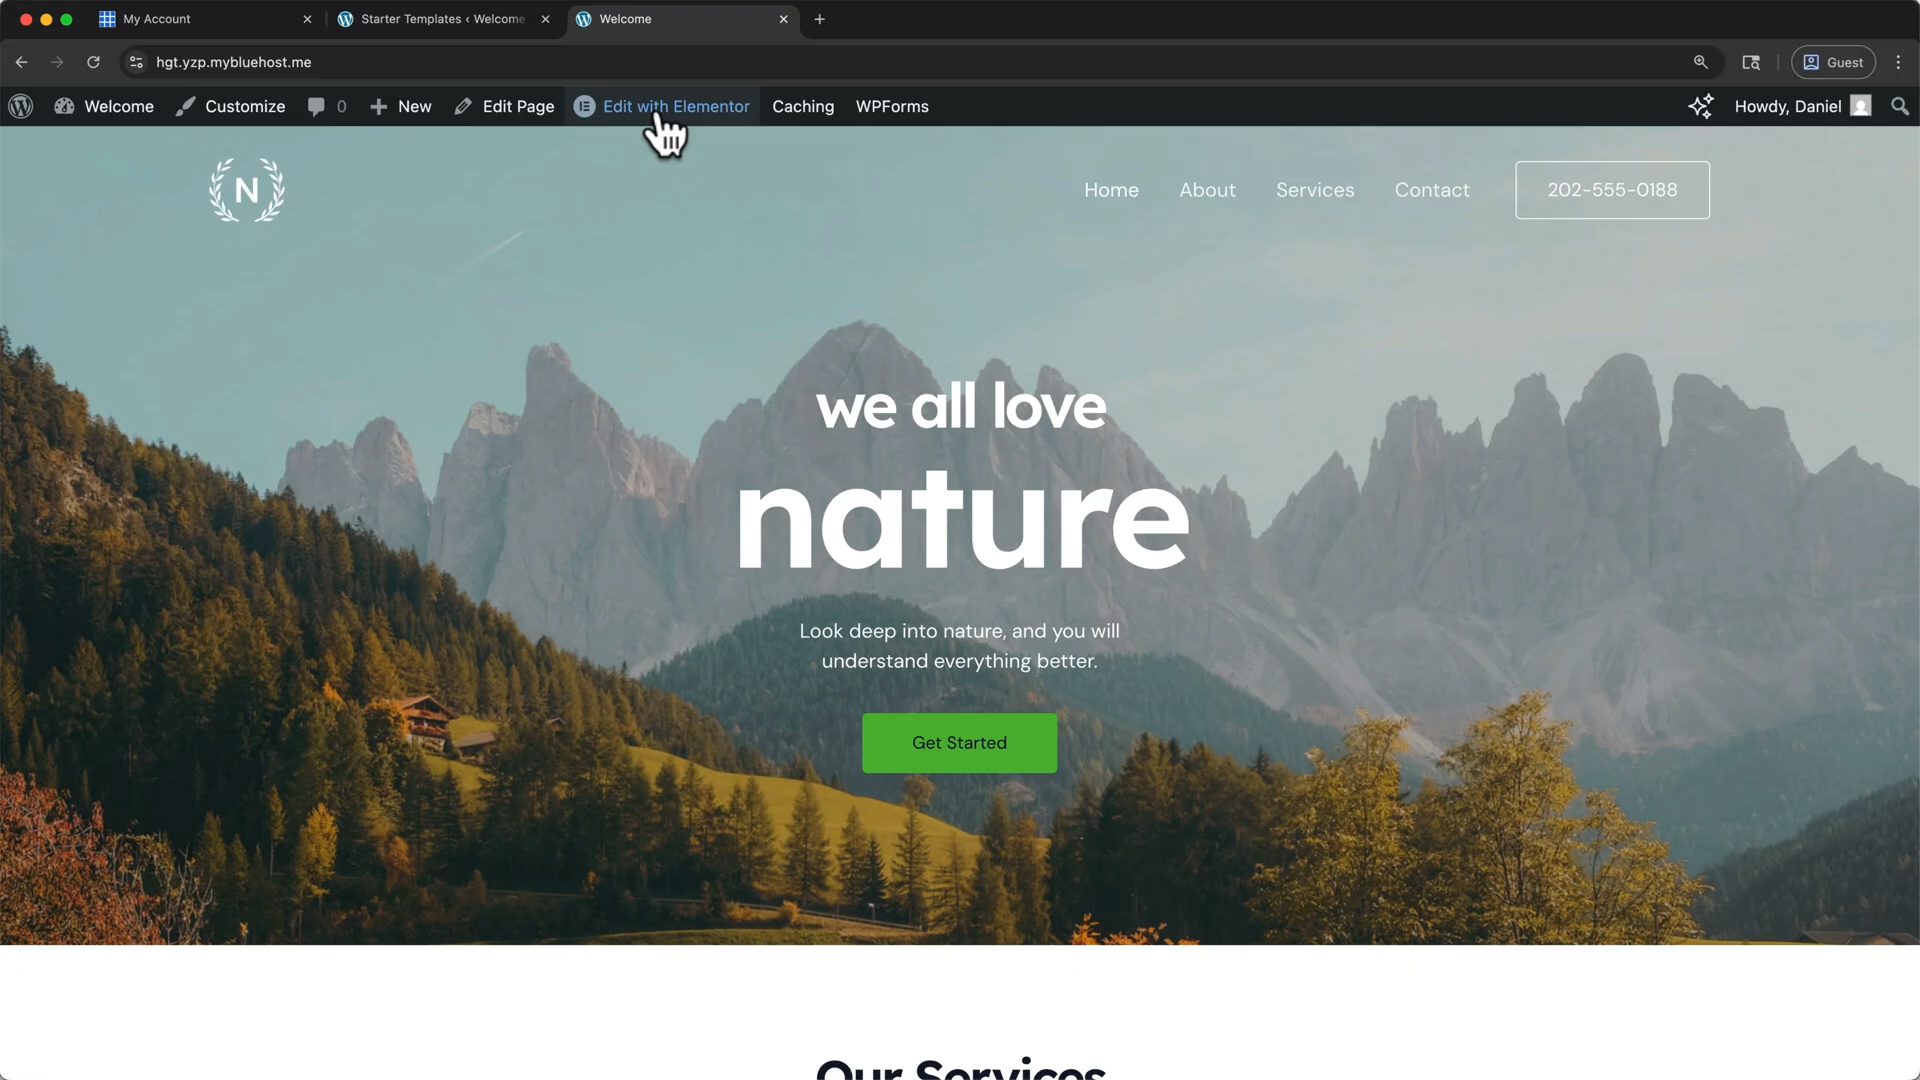 My Account
Starter Templates ‹ Welcome
Welcome
hgt.yzp.mybluehost.me
Guest
Welcome
Customize
0
New
Edit Page
Edit with Elementor
Caching
WPForms
Howdy, Daniel
N
Home
About
Services
Contact
202-555-0188
we all love
nature
Look deep into nature, and you will
understand everything better.
Get Started
Our Services